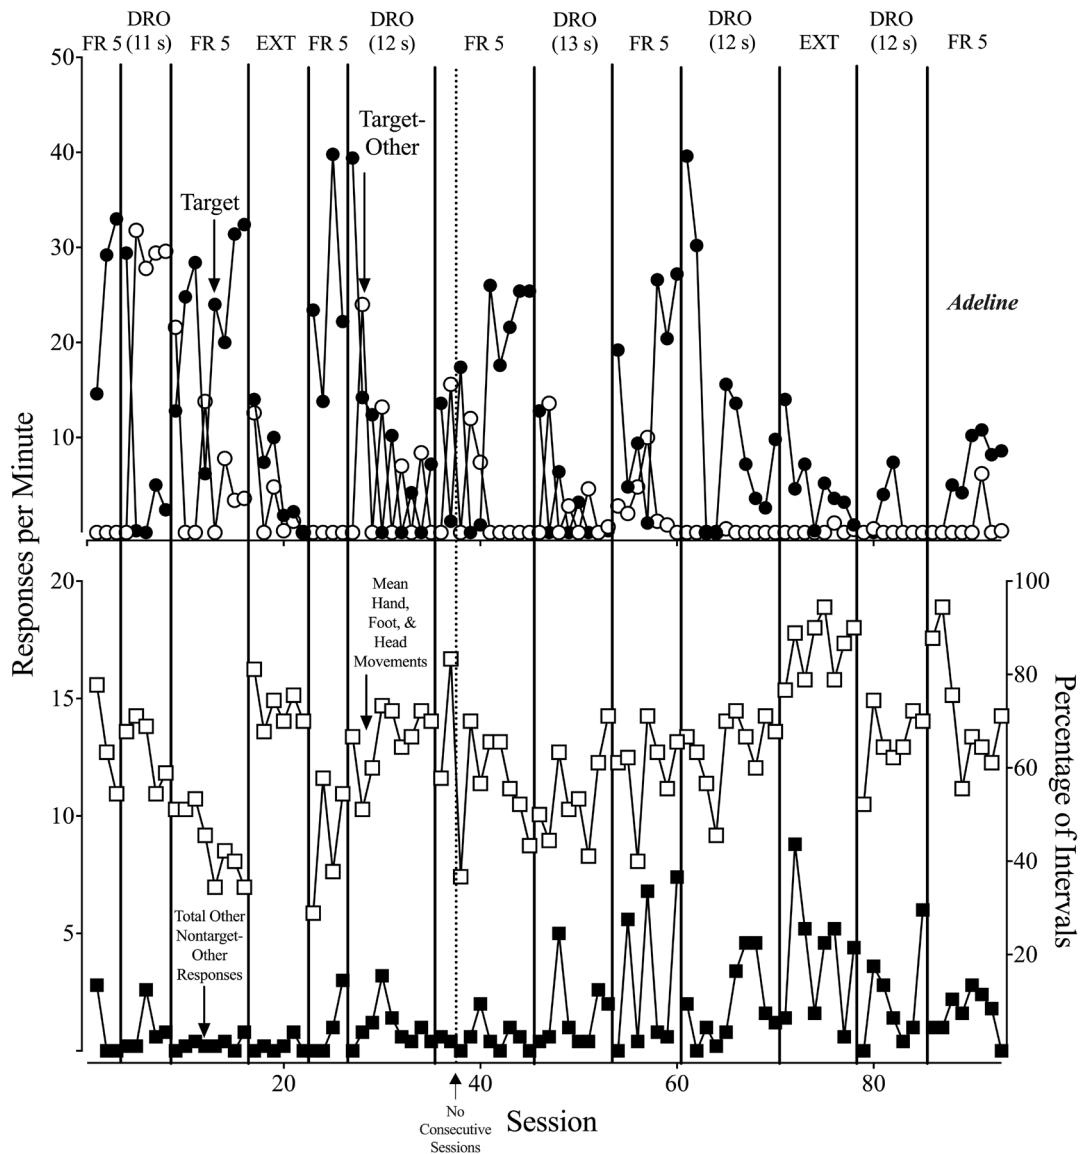 DRO DRO DRO DRO DRO
FR 5 (11 s) FR 5 EXT FR 5 (12 s) FR 5 (13 s) FR 5 (12 s) EXT (12 s) FR 5
50
40
30
20
10
Target
Target-
Other
Adeline
Responses per Minute
20
15
10
5
Mean
Hand,
Foot, &
Head
Movements
Total Other
Nontarget-
Other
Responses
100
80
60
40
20
Percentage of Intervals
20 40 60 80
No
Consecutive
Sessions
Session